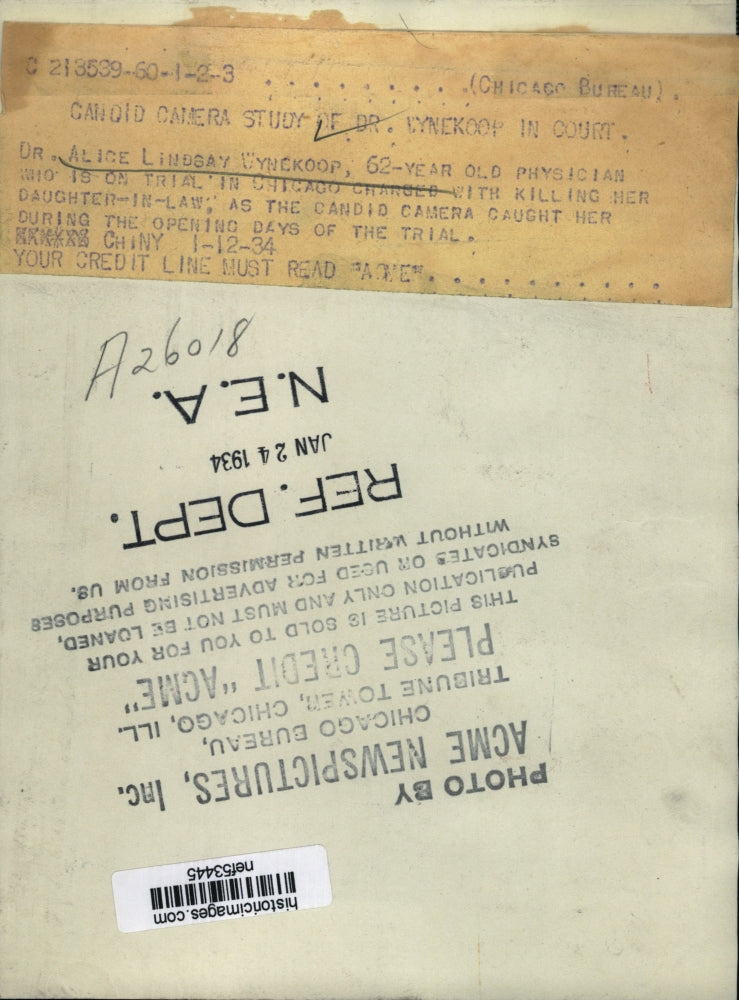 C 213539-60-1-2-3 . . . . . . . . . (CHICAGO BUREAU).
CANDID CAMERA STUDY OF DR. WYNEKOOP IN COURT.
DR. ALICE LINDSAY WYNEKOOP, 62-YEAR OLD PHYSICIAN
WHO IS ON TRIAL IN CHICAGO CHARGED WITH KILLING HER
DAUGHTER-IN-LAW, AS THE CANDID CAMERA CAUGHT HER
DURING THE OPENING DAYS OF THE TRIAL.
CHINY 1-12-34
YOUR CREDIT LINE MUST READ "ACME". . . . . . . . . . .
A26018
N.E.A.
JAN 24 1934
REF. DEPT.
PHOTO BY
ACME NEWSPICTURES, Inc.
CHICAGO BUREAU,
TRIBUNE TOWER, CHICAGO, ILL.
PLEASE CREDIT "ACME"
THIS PICTURE IS SOLD TO YOU FOR YOUR
PUBLICATION ONLY AND MUST NOT BE LOANED,
SYNDICATED OR USED FOR ADVERTISING PURPOSES
WITHOUT WRITTEN PERMISSION FROM US.
historicimages.com
nef53445